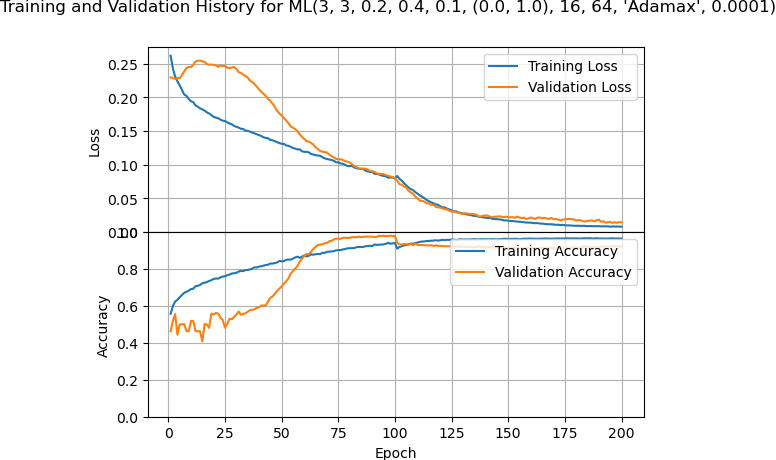 Training and Validation History for ML(3, 3, 0.2, 0.4, 0.1, (0.0, 1.0), 16, 64, 'Adamax', 0.0001)
0.25
0.20
0.15
0.10
0.05
0.00
Loss
Training Loss
Validation Loss
1.0
0.8
0.6
0.4
0.2
0.0
Accuracy
Training Accuracy
Validation Accuracy
0 25 50 75 100 125 150 175 200
Epoch